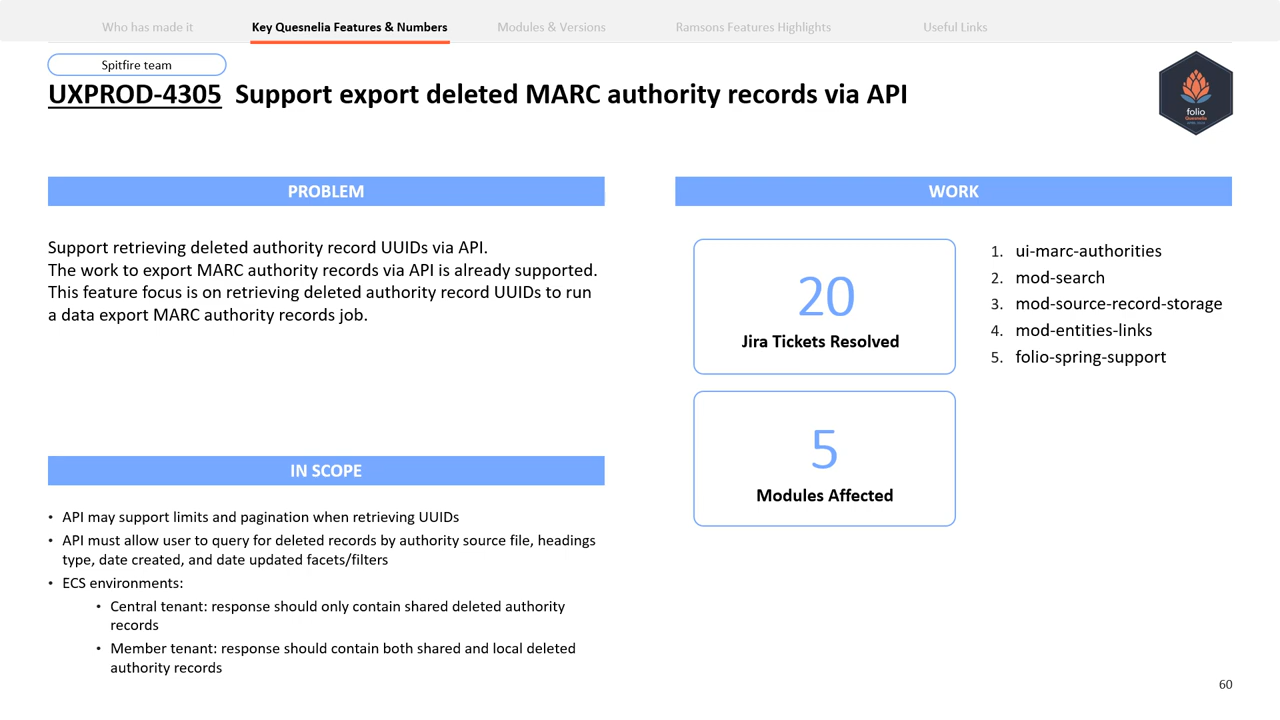 Who has made it
Key Quesnelia Features & Numbers
Modules & Versions
Ramsons Features Highlights
Useful Links
Spitfire team
UXPROD-4305 Support export deleted MARC authority records via API
folio
Quesnelia
PROBLEM
Support retrieving deleted authority record UUIDs via API.
The work to export MARC authority records via API is already supported.
This feature focus is on retrieving deleted authority record UUIDs to run
a data export MARC authority records job.
IN SCOPE
• API may support limits and pagination when retrieving UUIDs
• API must allow user to query for deleted records by authority source file, headings
type, date created, and date updated facets/filters
• ECS environments:
• Central tenant: response should only contain shared deleted authority
records
• Member tenant: response should contain both shared and local deleted
authority records
WORK
20
Jira Tickets Resolved
5
Modules Affected
1. ui-marc-authorities
2. mod-search
3. mod-source-record-storage
4. mod-entities-links
5. folio-spring-support
60